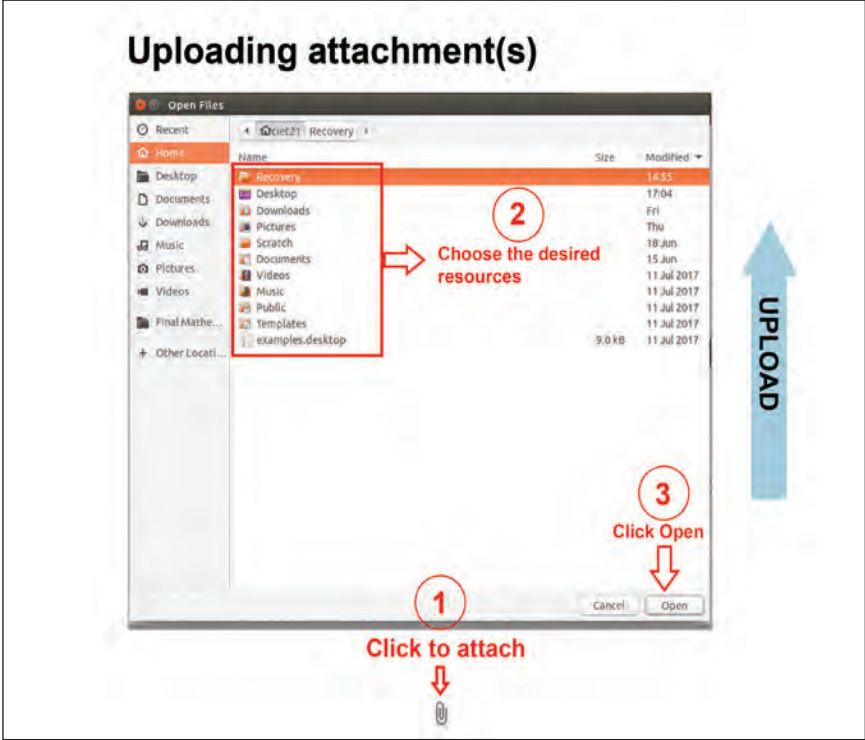 Uploading attachment(s)
Open Files
Recent
Home
Desktop
Documents
Downloads
Music
Pictures
Videos
Final Mathe...
+ Other Locati...
ciet21 Recovery
Name Size Modified
Recovery 14:55
Desktop 17:04
Downloads Fri
Pictures Thu
Scratch 18 Jun
Documents 15 Jun
Videos 11 Jul 2017
Music 11 Jul 2017
Public 11 Jul 2017
Templates 11 Jul 2017
examples.desktop 9.0 kB 11 Jul 2017
2
Choose the desired
resources
UPLOAD
3
Click Open
Cancel Open
1
Click to attach